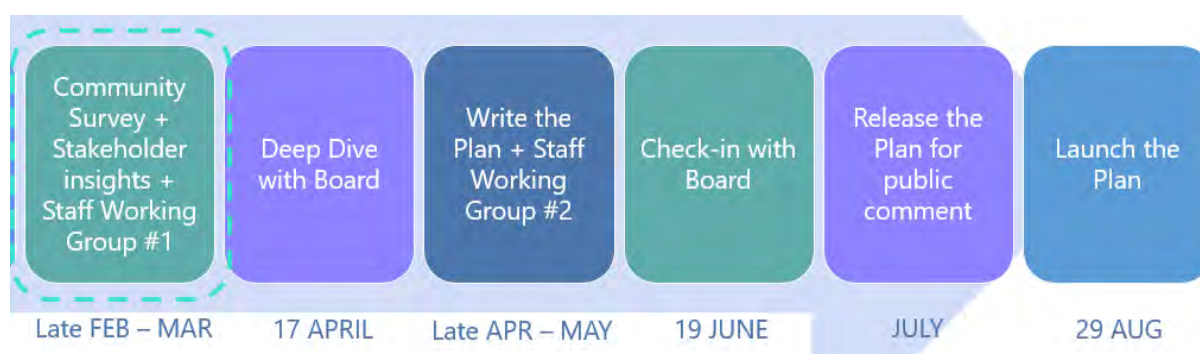 Community
Survey +
Stakeholder
insights +
Staff Working
Group #1
Deep Dive
with Board
Write the
Plan + Staff
Working
Group #2
Check-in with
Board
Release the
Plan for
public
comment
Launch the
Plan
Late FEB – MAR
17 APRIL
Late APR – MAY
19 JUNE
JULY
29 AUG